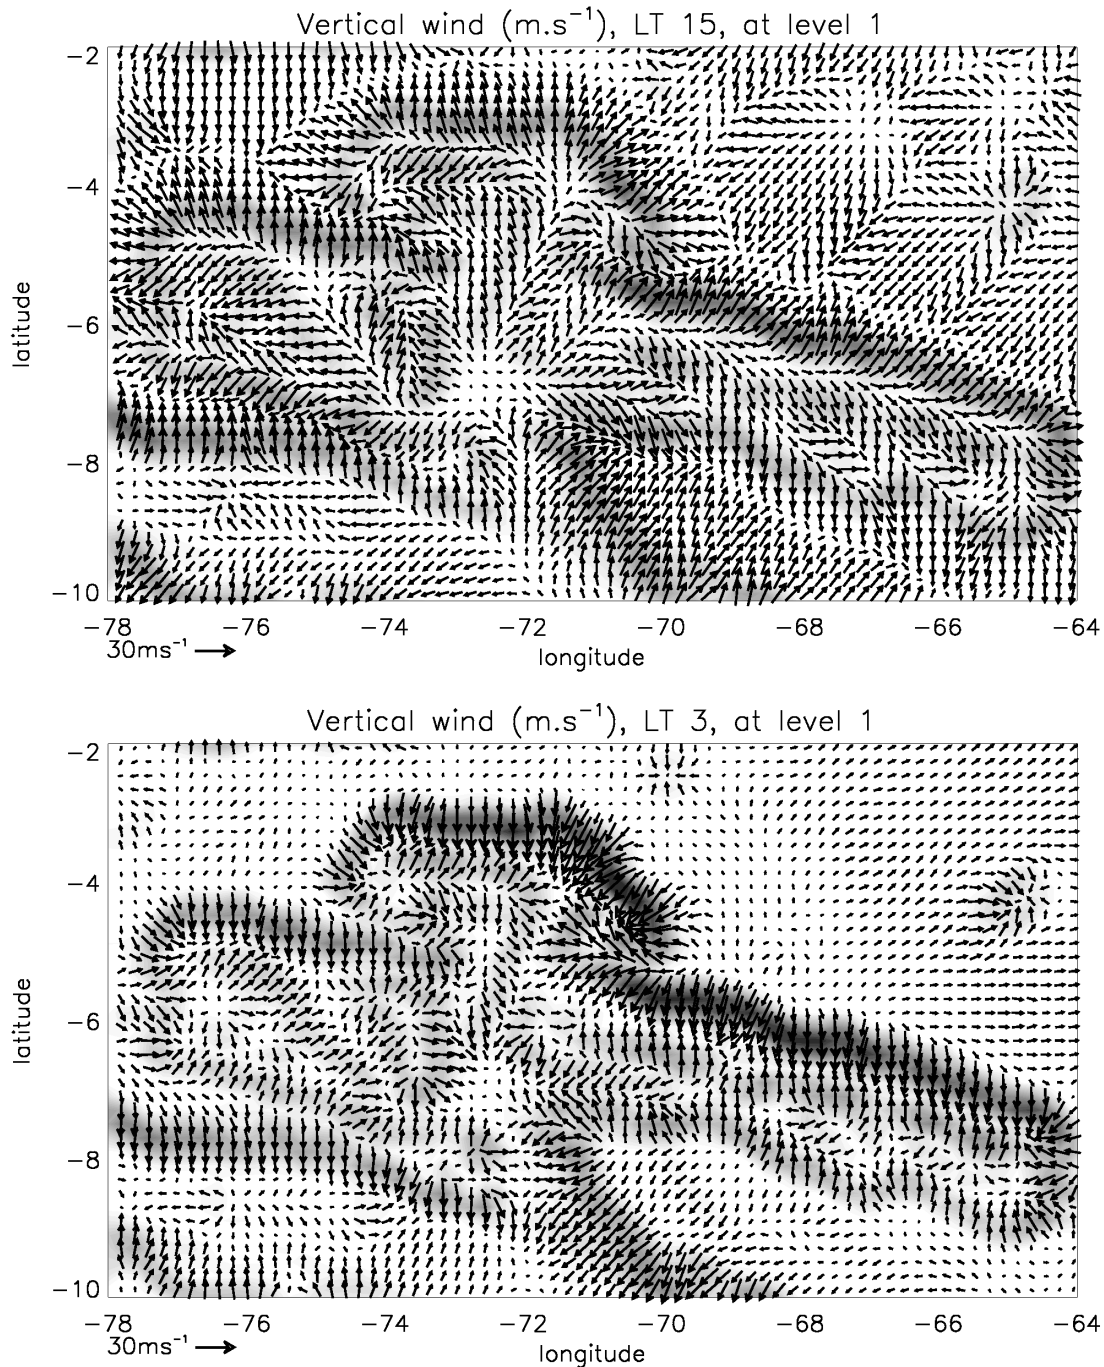 Vertical wind (m.s⁻¹), LT 15, at level 1
−2
−4
−6
−8
−10
latitude
−78 −76 −74 −72 −70 −68 −66 −64
30ms⁻¹
longitude
Vertical wind (m.s⁻¹), LT 3, at level 1
−2
−4
−6
−8
−10
latitude
−78 −76 −74 −72 −70 −68 −66 −64
30ms⁻¹
longitude